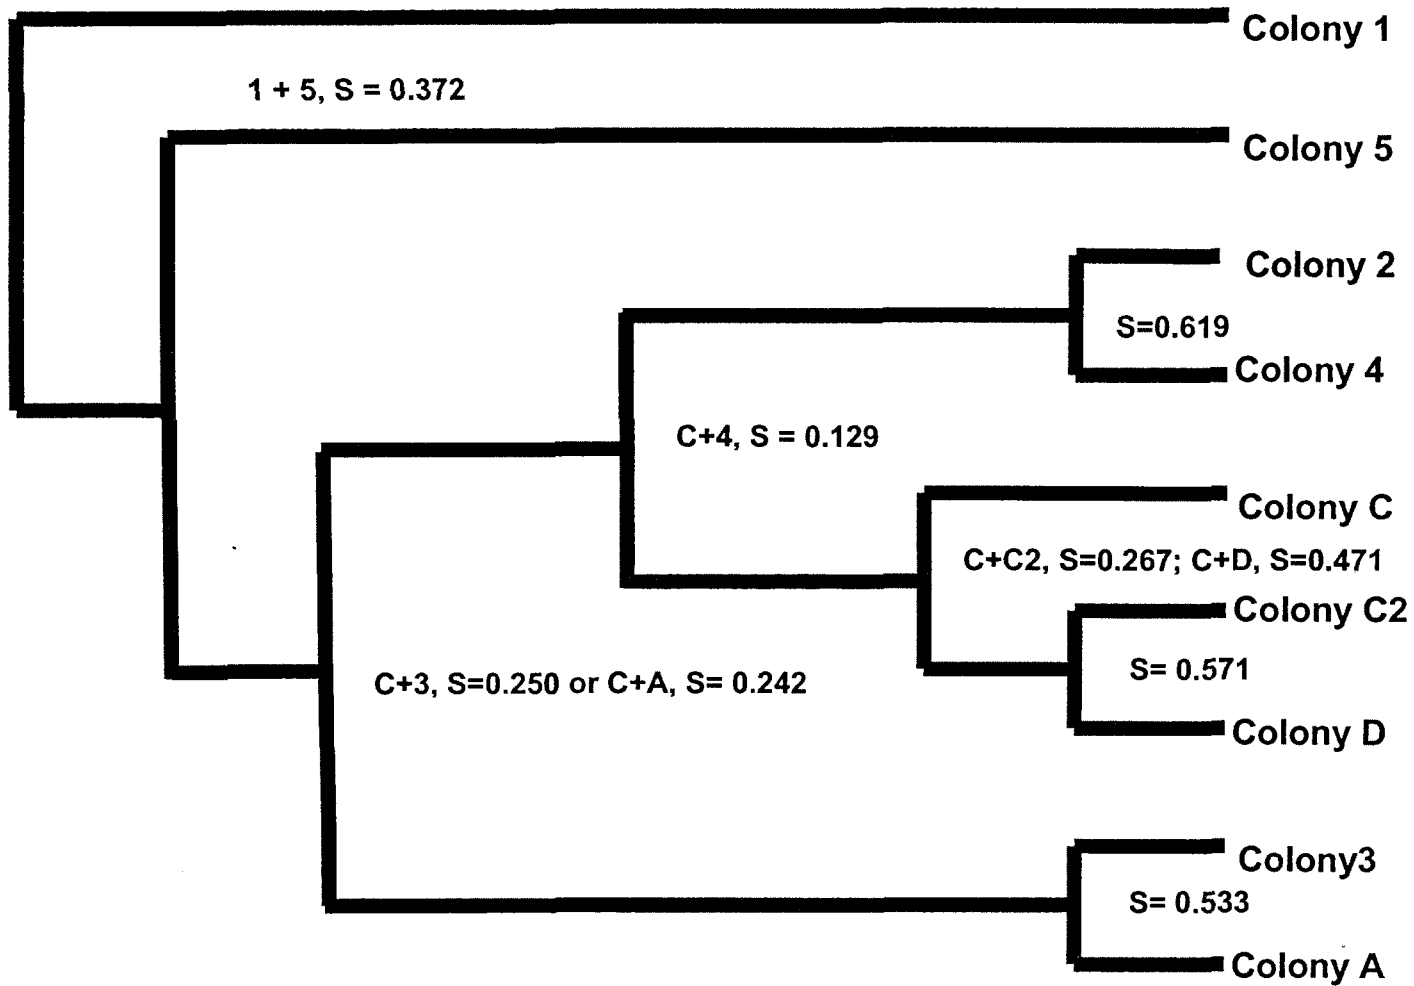 Colony 1
1 + 5, S = 0.372
Colony 5
Colony 2
S=0.619
Colony 4
C+4, S = 0.129
Colony C
C+C2, S=0.267; C+D, S=0.471
Colony C2
S= 0.571
C+3, S=0.250 or C+A, S= 0.242
Colony D
Colony3
S= 0.533
Colony A